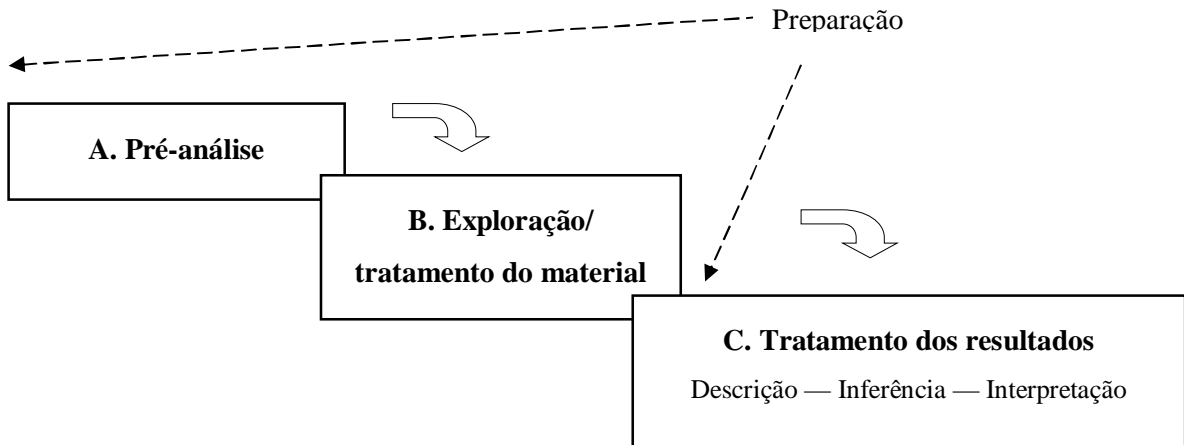 Preparação
A. Pré-análise
B. Exploração/
tratamento do material
C. Tratamento dos resultados
Descrição — Inferência — Interpretação